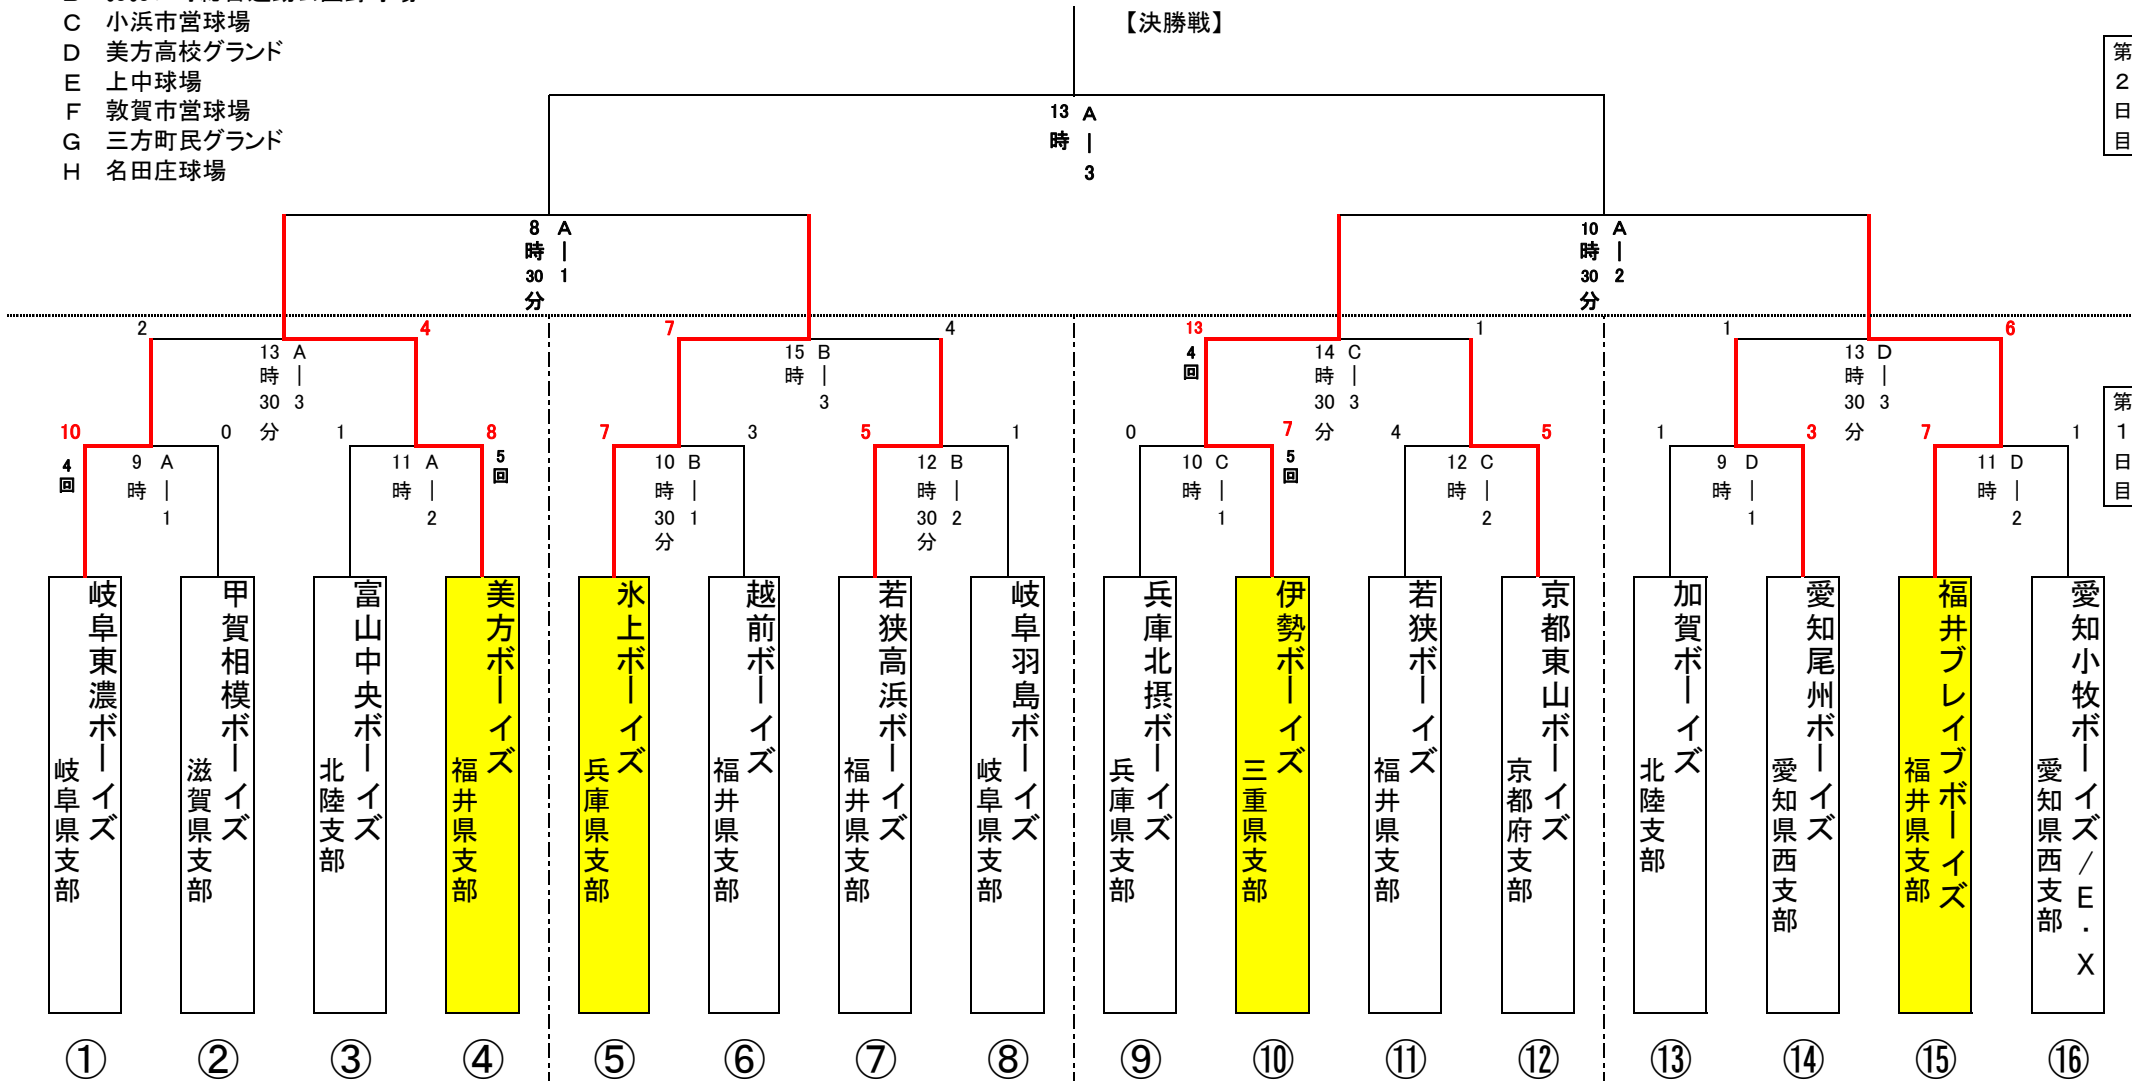 C 小浜市営球場
D 美方高校グランド
E 上中球場
F 敦賀市営球場
G 三方町民グランド
H 名田庄球場
【決勝戦】
第2日目
13時 A―3
8時30分 A―1
10時30分 A―2
2 4 7 4 13 1 1 6
4回
13時30分 A―3
15時 B―3
14時30分 C―3
13時30分 D―3
第1日目
10 0 1 8 7 3 5 1 0 7 4 5 1 3 7 1
4回
5回
5回
9時 A―1
11時 A―2
10時30分 B―1
12時30分 B―2
10時 C―1
12時 C―2
9時 D―1
11時 D―2
岐阜東濃ボーイズ
岐阜県支部
甲賀相模ボーイズ
滋賀県支部
富山中央ボーイズ
北陸支部
美方ボーイズ
福井県支部
氷上ボーイズ
兵庫県支部
越前ボーイズ
福井県支部
若狭高浜ボーイズ
福井県支部
岐阜羽島ボーイズ
岐阜県支部
兵庫北摂ボーイズ
兵庫県支部
伊勢ボーイズ
三重県支部
若狭ボーイズ
福井県支部
京都東山ボーイズ
京都府支部
加賀ボーイズ
北陸支部
愛知尾州ボーイズ
愛知県西支部
福井ブレイブボーイズ
福井県支部
愛知小牧ボーイズ/E.X
愛知県西支部
① ② ③ ④ ⑤ ⑥ ⑦ ⑧ ⑨ ⑩ ⑪ ⑫ ⑬ ⑭ ⑮ ⑯